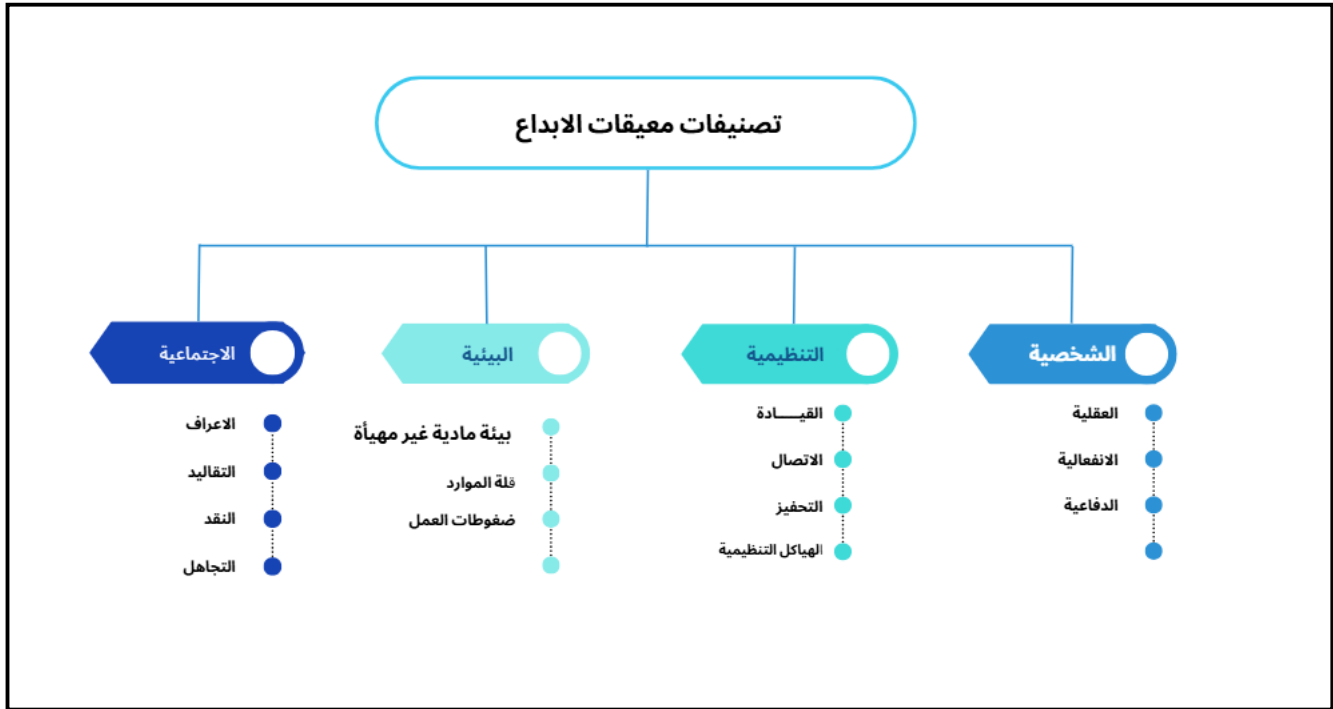 تصنيفات معيقات الابداع
الشخصية
العقلية
الانفعالية
الدفاعية
التنظيمية
القيــــادة
الاتصال
التحفيز
الهياكل التنظيمية
البيئية
بيئة مادية غير مهيأة
قلة الموارد
ضغوطات العمل
الاجتماعية
الاعراف
التقاليد
النقد
التجاهل